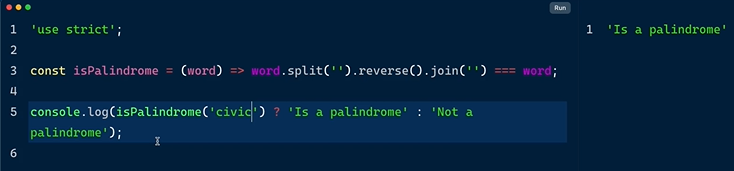 Run
1 'use strict';
2
3 const isPalindrome = (word) => word.split('').reverse().join('') === word;
4
5 console.log(isPalindrome('civic') ? 'Is a palindrome' : 'Not a
palindrome');
6
1 'Is a palindrome'